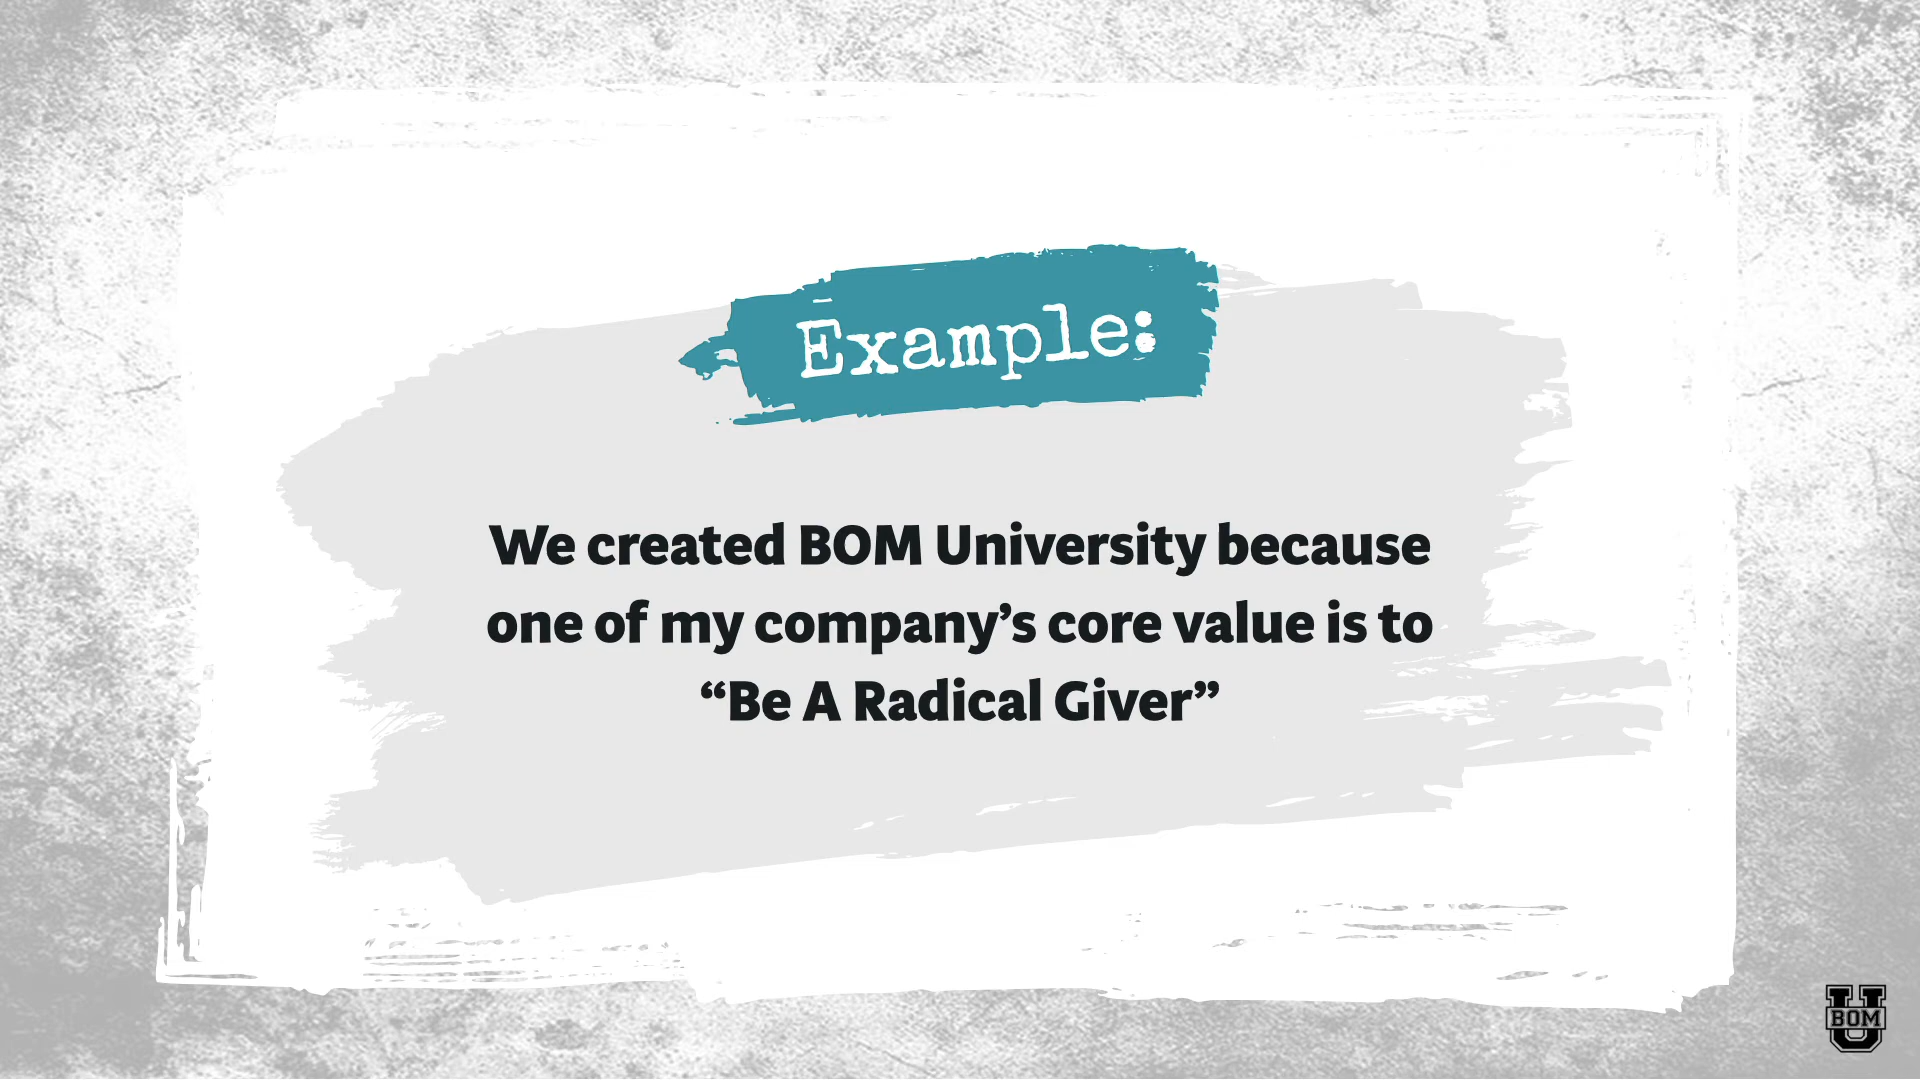 Example:
We created BOM University because
one of my company’s core value is to
“Be A Radical Giver”
U
BOM